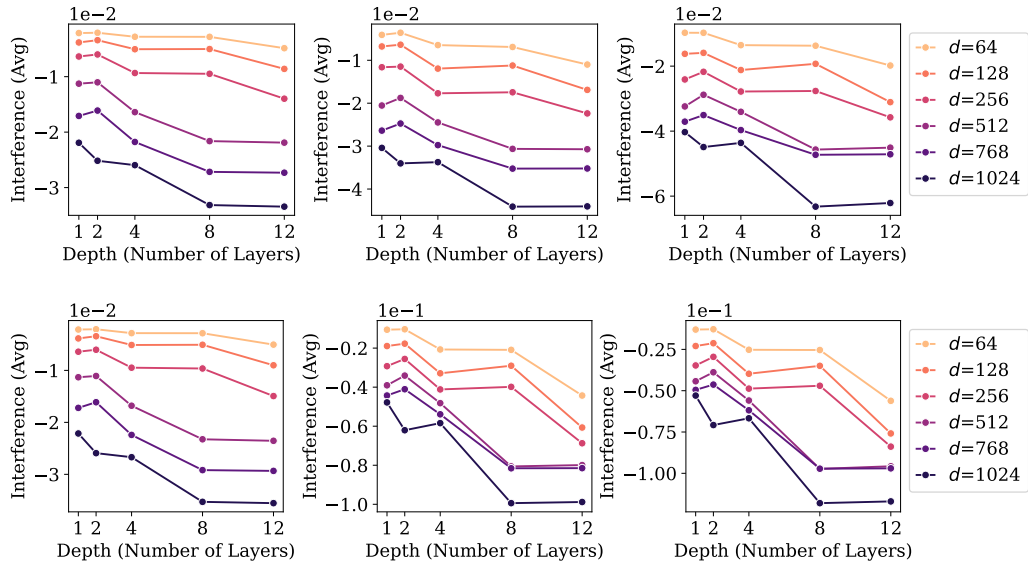 1e−2
Interference (Avg)
−1
−2
−3
1 2 4 8 12
Depth (Number of Layers)
1e−2
Interference (Avg)
−1
−2
−3
−4
1 2 4 8 12
Depth (Number of Layers)
1e−2
Interference (Avg)
−2
−4
−6
1 2 4 8 12
Depth (Number of Layers)
d=64
d=128
d=256
d=512
d=768
d=1024
1e−2
Interference (Avg)
−1
−2
−3
1 2 4 8 12
Depth (Number of Layers)
1e−1
Interference (Avg)
−0.2
−0.4
−0.6
−0.8
−1.0
1 2 4 8 12
Depth (Number of Layers)
1e−1
Interference (Avg)
−0.25
−0.50
−0.75
−1.00
1 2 4 8 12
Depth (Number of Layers)
d=64
d=128
d=256
d=512
d=768
d=1024